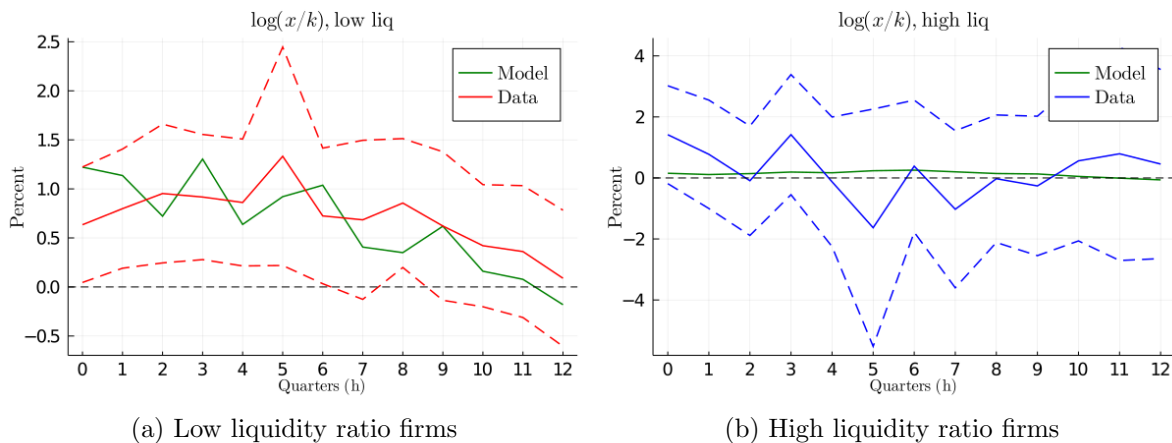 log(x/k), low liq
2.5
2.0
1.5
1.0
0.5
0.0
−0.5
Percent
Model
Data
0 1 2 3 4 5 6 7 8 9 10 11 12
Quarters (h)
(a) Low liquidity ratio firms
log(x/k), high liq
4
2
0
−2
−4
Percent
Model
Data
0 1 2 3 4 5 6 7 8 9 10 11 12
Quarters (h)
(b) High liquidity ratio firms